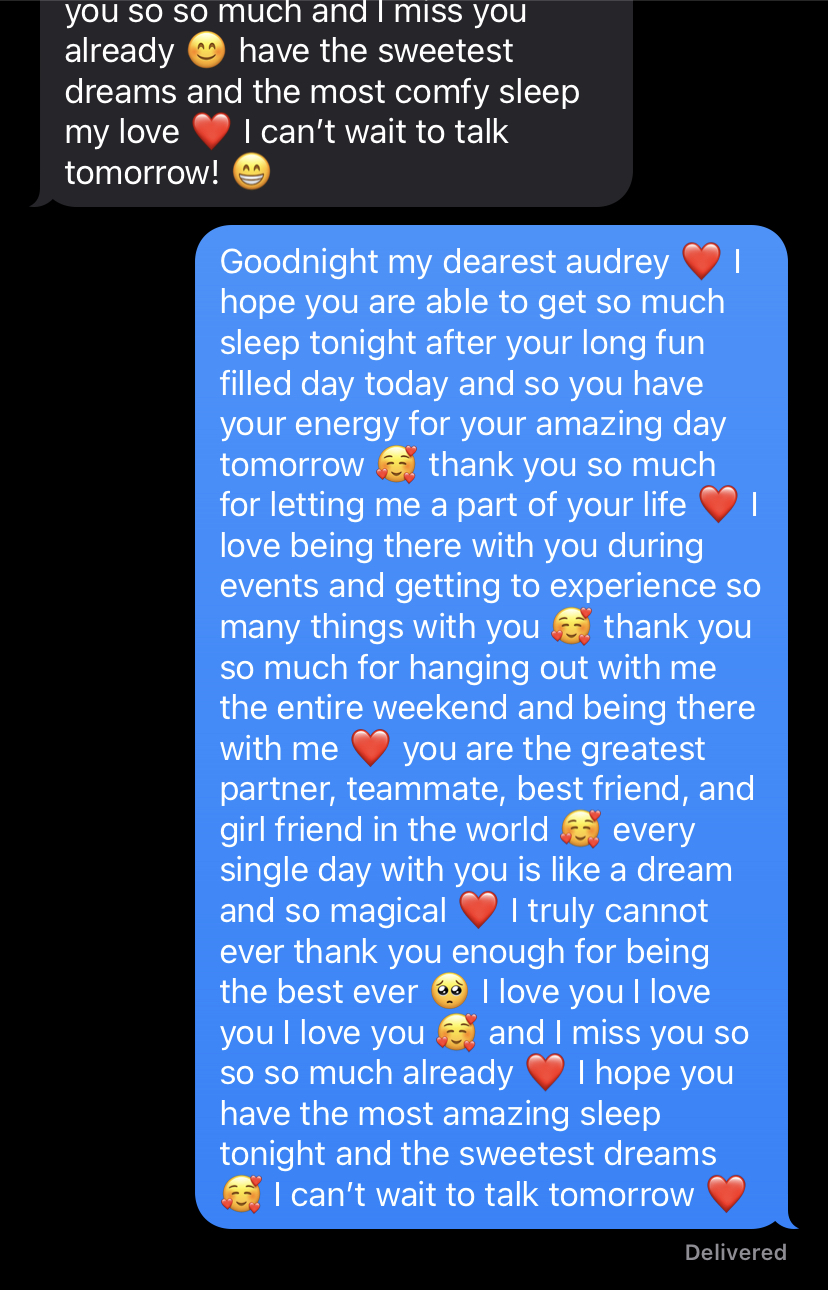 you so so much and I miss you
already 😊 have the sweetest
dreams and the most comfy sleep
my love ❤️ I can’t wait to talk
tomorrow! 😁
Goodnight my dearest audrey ❤️ I
hope you are able to get so much
sleep tonight after your long fun
filled day today and so you have
your energy for your amazing day
tomorrow 🥰 thank you so much
for letting me a part of your life ❤️ I
love being there with you during
events and getting to experience so
many things with you 🥰 thank you
so much for hanging out with me
the entire weekend and being there
with me ❤️ you are the greatest
partner, teammate, best friend, and
girl friend in the world 🥰 every
single day with you is like a dream
and so magical ❤️ I truly cannot
ever thank you enough for being
the best ever 🥺 I love you I love
you I love you 🥰 and I miss you so
so so much already ❤️ I hope you
have the most amazing sleep
tonight and the sweetest dreams
🥰 I can’t wait to talk tomorrow ❤️
Delivered